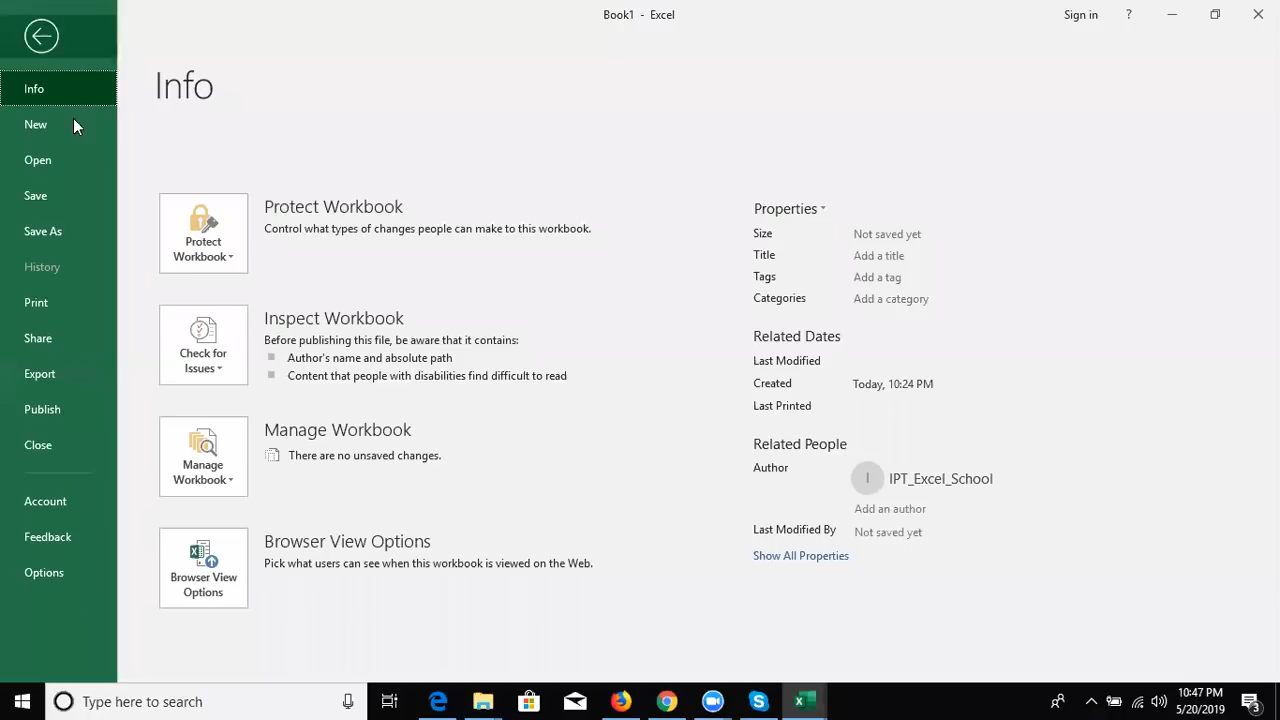 Book1 - Excel
Sign in
?
Info
New
Open
Save
Save As
History
Print
Share
Export
Publish
Close
Account
Feedback
Options
Info
Protect Workbook
Protect Workbook
Control what types of changes people can make to this workbook.
Check for Issues
Inspect Workbook
Before publishing this file, be aware that it contains:
Author's name and absolute path
Content that people with disabilities find difficult to read
Manage Workbook
Manage Workbook
There are no unsaved changes.
Browser View Options
Browser View Options
Pick what users can see when this workbook is viewed on the Web.
Properties
Size Not saved yet
Title Add a title
Tags Add a tag
Categories Add a category
Related Dates
Last Modified
Created Today, 10:24 PM
Last Printed
Related People
Author I IPT_Excel_School
Add an author
Last Modified By Not saved yet
Show All Properties
Type here to search
10:47 PM
5/20/2019
3